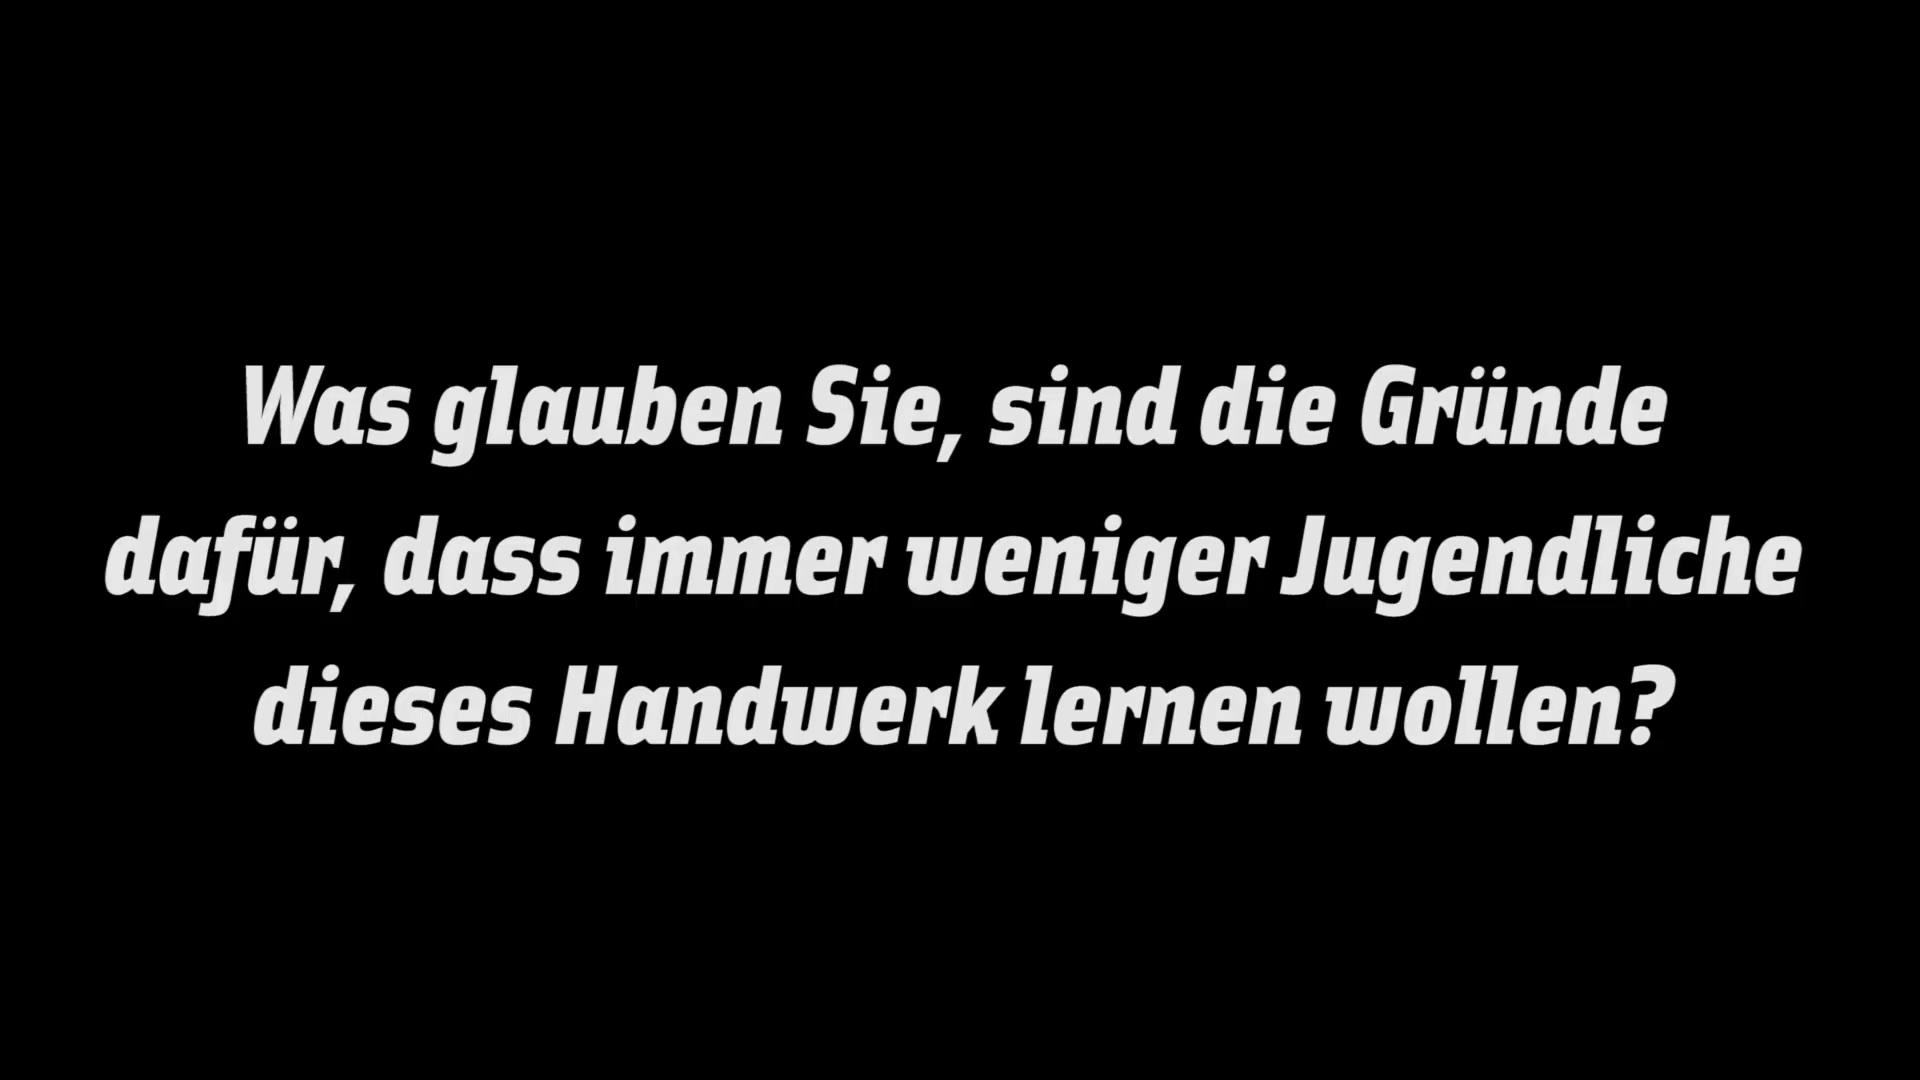 Was glauben Sie, sind die Gründe
dafür, dass immer weniger Jugendliche
dieses Handwerk lernen wollen?